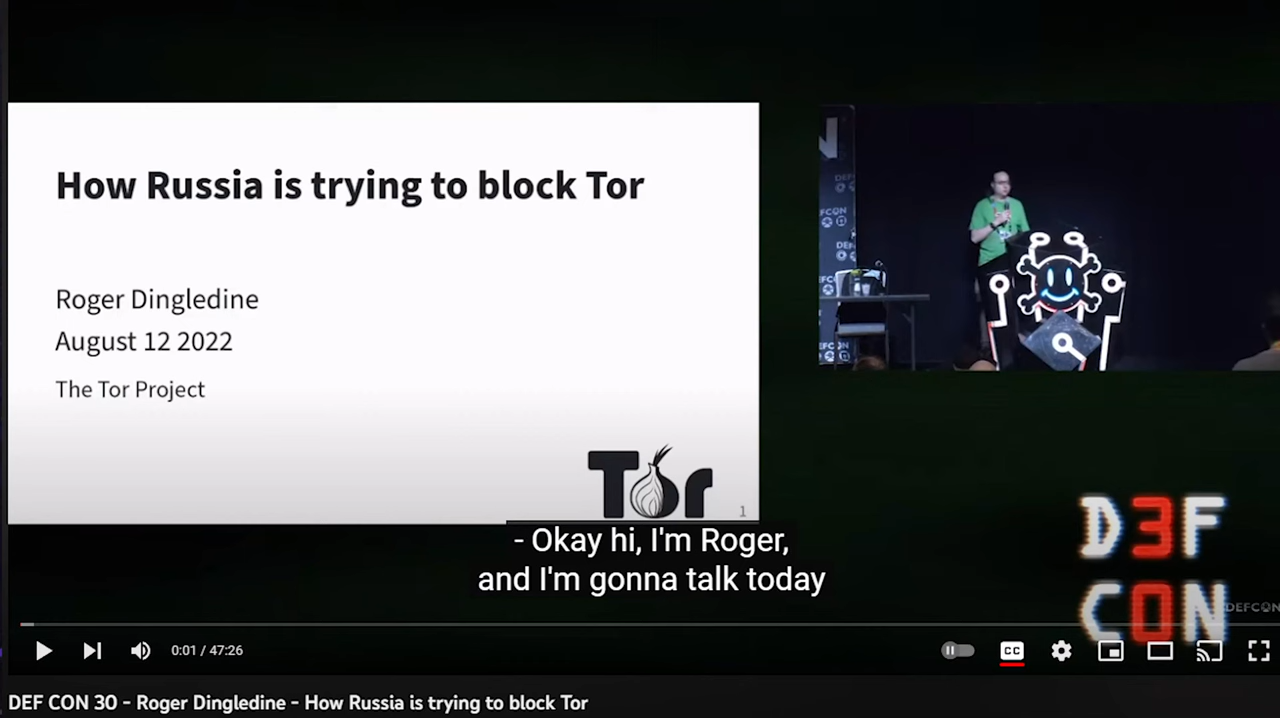 How Russia is trying to block Tor
Roger Dingledine
August 12 2022
The Tor Project
Tor
1
- Okay hi, I'm Roger,
and I'm gonna talk today
D3F
C0N
DEFCON
0:01 / 47:26
CC
DEF CON 30 - Roger Dingledine - How Russia is trying to block Tor